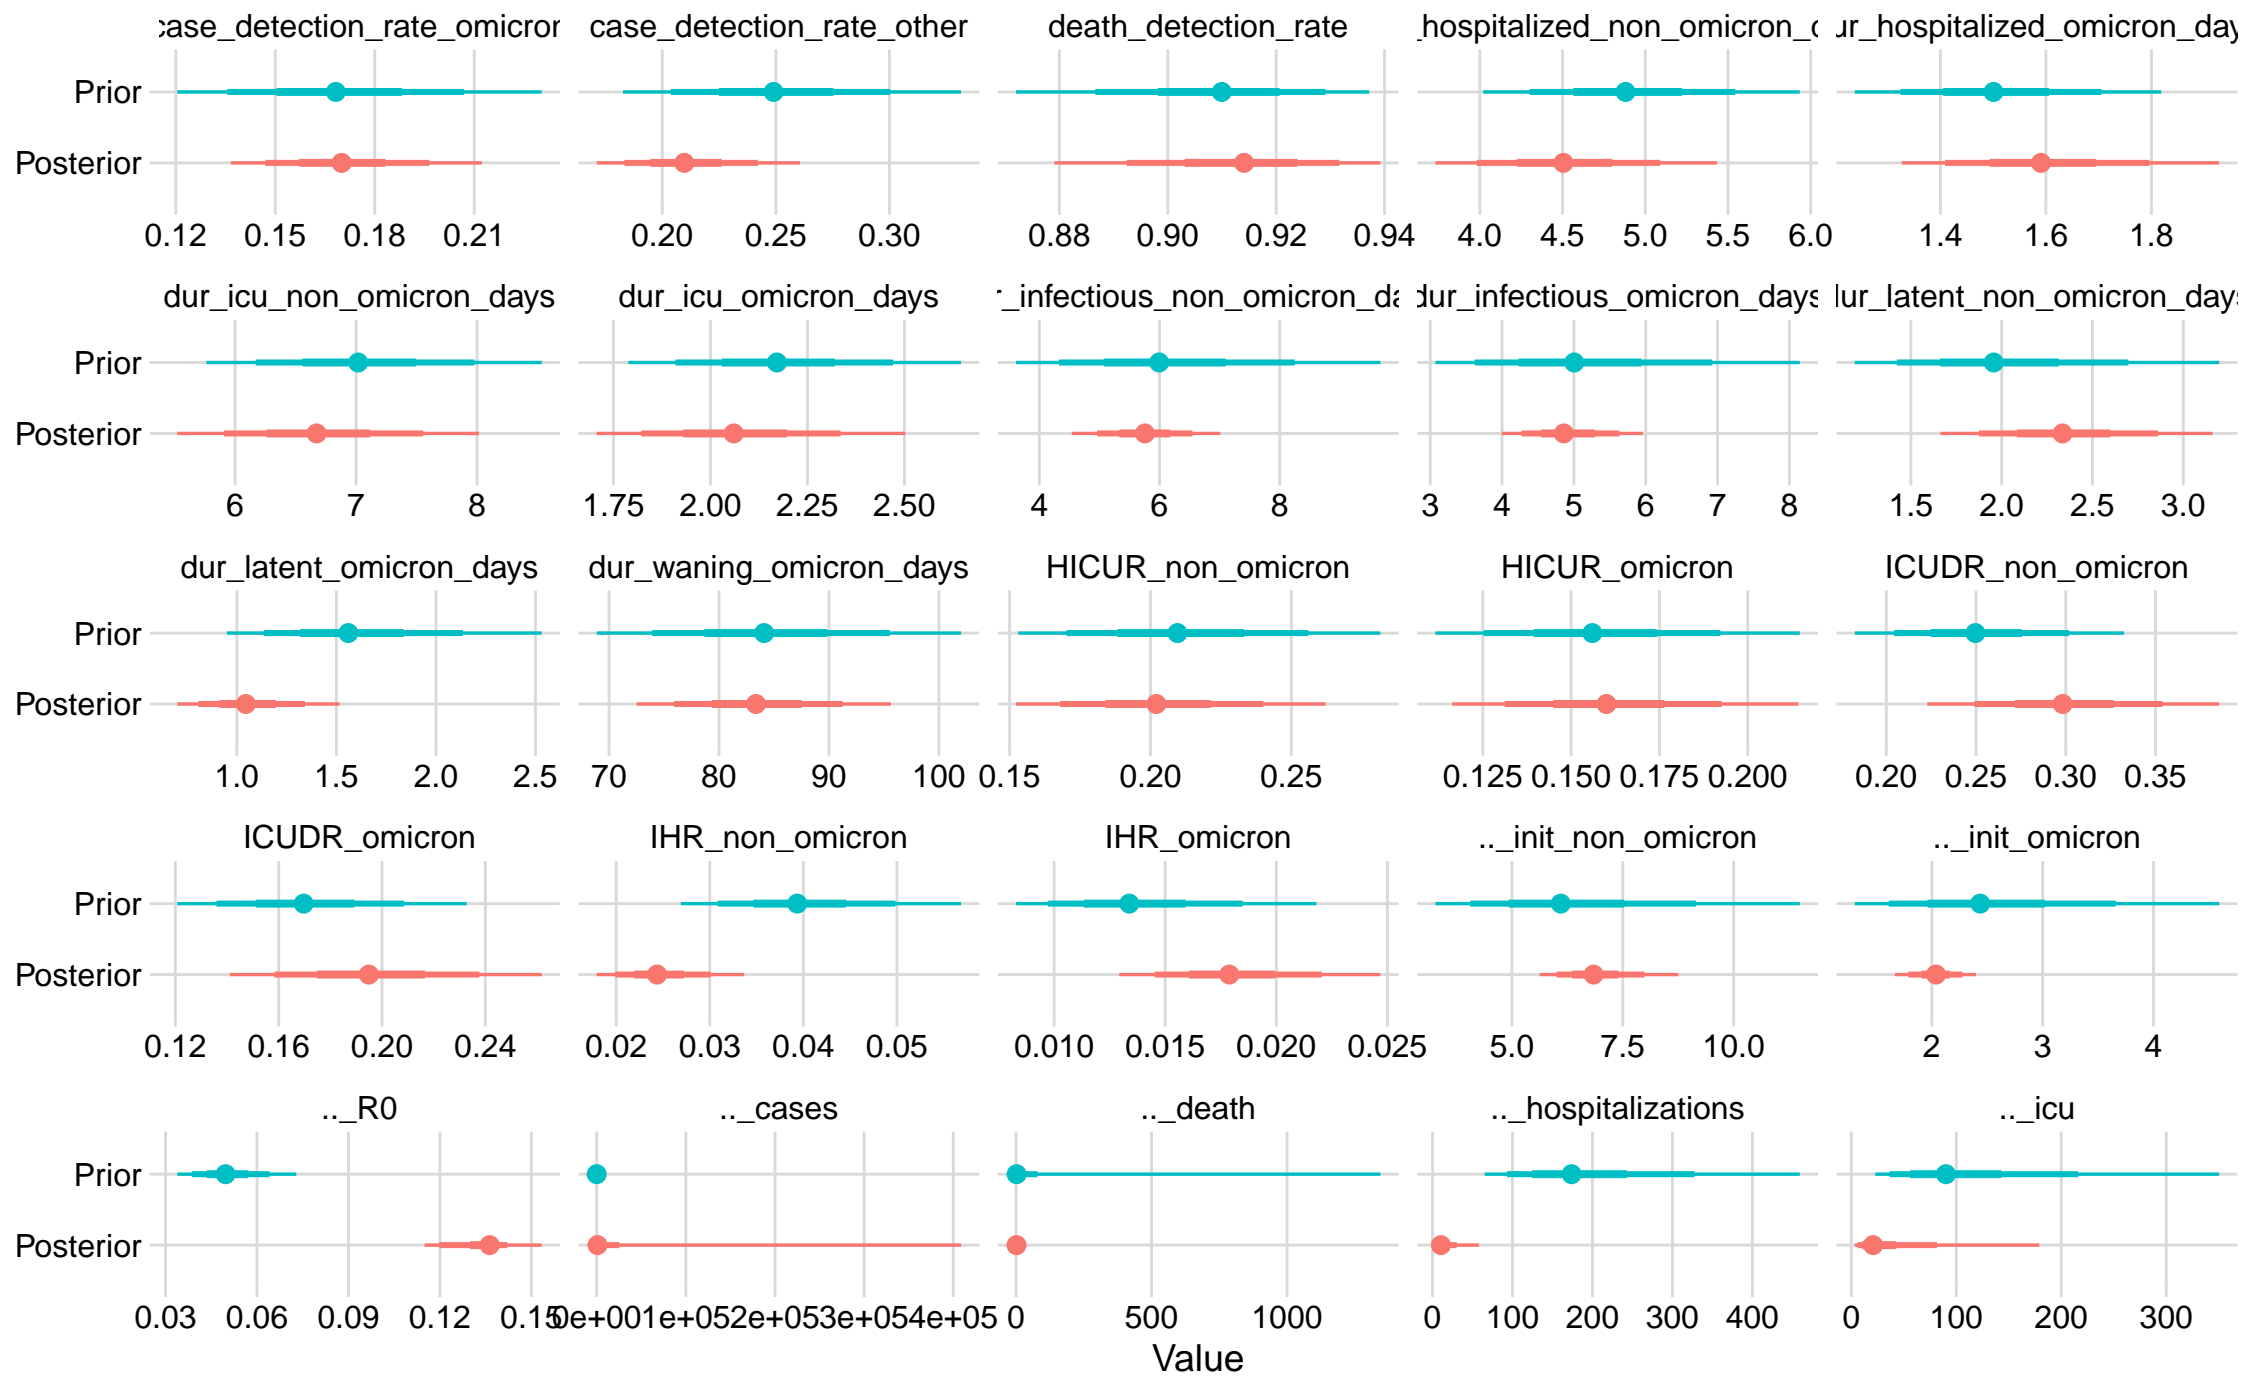 case_detection_rate_omicron case_detection_rate_other death_detection_rate _hospitalized_non_omicron_ ur_hospitalized_omicron_day
Prior
Posterior
0.12 0.15 0.18 0.21 0.20 0.25 0.30 0.88 0.90 0.92 0.94 4.0 4.5 5.0 5.5 6.0 1.4 1.6 1.8
dur_icu_non_omicron_days dur_icu_omicron_days r_infectious_non_omicron_da dur_infectious_omicron_days dur_latent_non_omicron_days
Prior
Posterior
6 7 8 1.75 2.00 2.25 2.50 4 6 8 3 4 5 6 7 8 1.5 2.0 2.5 3.0
dur_latent_omicron_days dur_waning_omicron_days HICUR_non_omicron HICUR_omicron ICUDR_non_omicron
Prior
Posterior
1.0 1.5 2.0 2.5 70 80 90 100 0.15 0.20 0.25 0.125 0.150 0.175 0.200 0.20 0.25 0.30 0.35
ICUDR_omicron IHR_non_omicron IHR_omicron .._init_non_omicron .._init_omicron
Prior
Posterior
0.12 0.16 0.20 0.24 0.02 0.03 0.04 0.05 0.010 0.015 0.020 0.025 5.0 7.5 10.0 2 3 4
.._R0 .._cases .._death .._hospitalizations .._icu
Prior
Posterior
0.03 0.06 0.09 0.12 0.15 0e+00 1e+05 2e+05 3e+05 4e+05 0 500 1000 0 100 200 300 400 0 100 200 300
Value